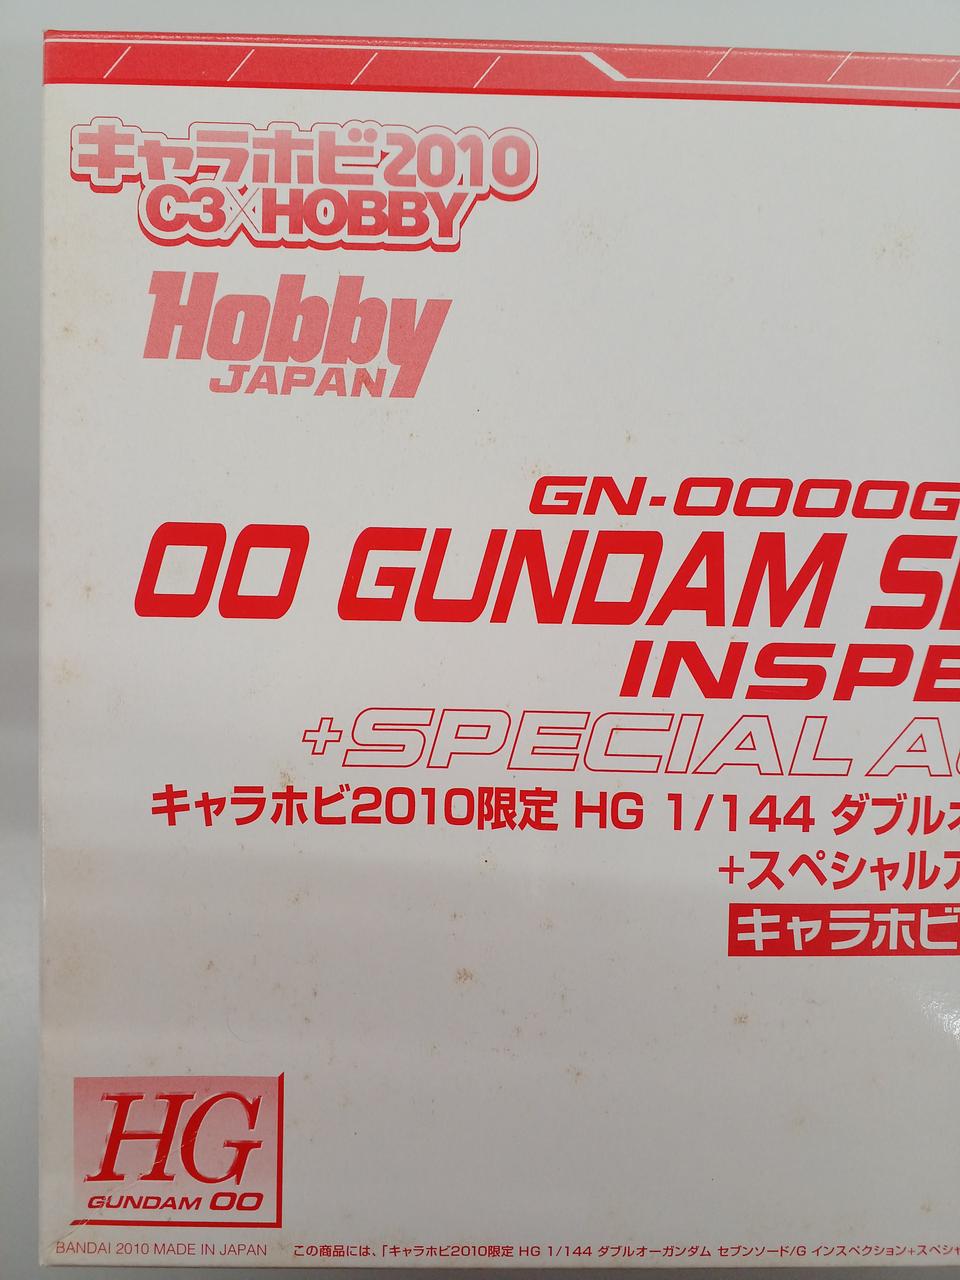 キャラホビ2010
C3×HOBBY
Hobby
JAPAN
GN-0000G
00 GUNDAM S
INSPE
+SPECIAL A
キャラホビ2010限定 HG 1/144 ダブルオ
+スペシャルア
キャラホビ
HG
GUNDAM 00
BANDAI 2010 MADE IN JAPAN この商品には、「キャラホビ2010限定 HG 1/144 ダブルオーガンダム セブンソード/G インスペクション+スペシャ